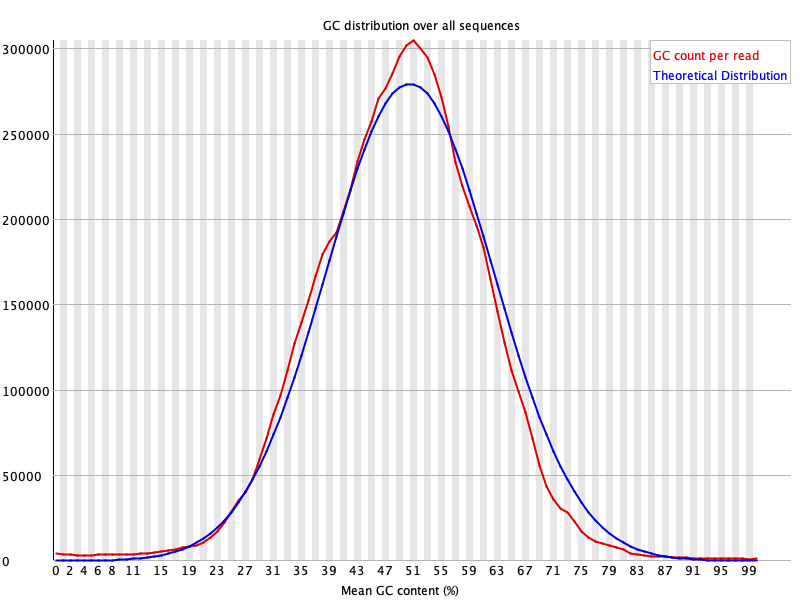 GC distribution over all sequences
GC count per read
Theoretical Distribution
300000
250000
200000
150000
100000
50000
0
0 2 4 6 8 11 15 19 23 27 31 35 39 43 47 51 55 59 63 67 71 75 79 83 87 91 95 99
Mean GC content (%)